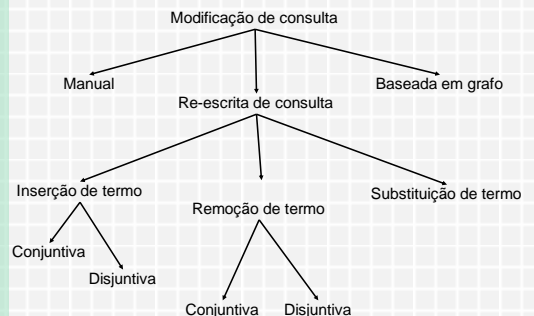 Modificação de consulta
Manual
Baseada em grafo
Re-escrita de consulta
Inserção de termo
Remoção de termo
Substituição de termo
Conjuntiva
Disjuntiva
Conjuntiva
Disjuntiva